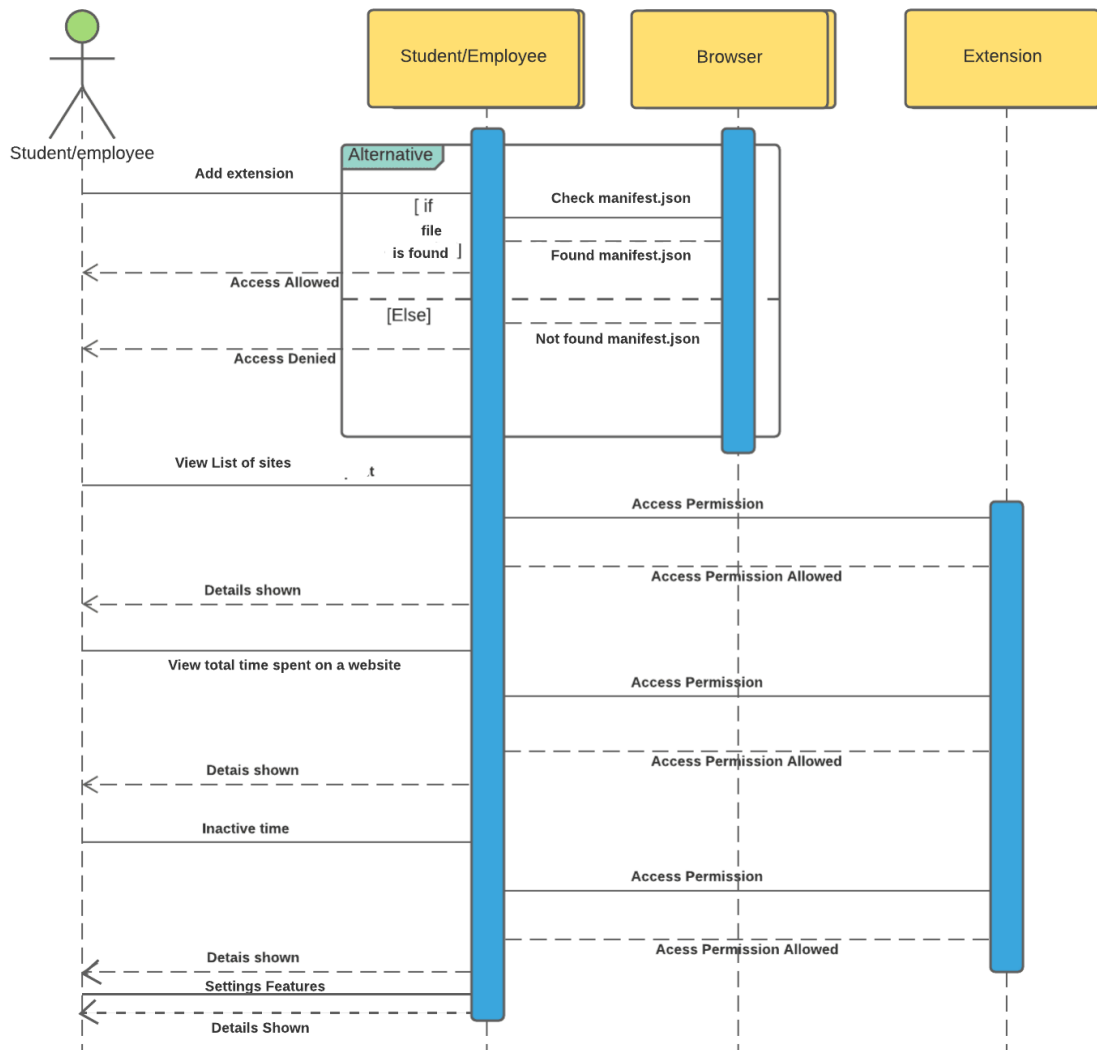 Student/Employee
Browser
Extension
Student/employee
Alternative
Add extension
Check manifest.json
[ if
file
is found ]
Found manifest.json
Access Allowed
[Else]
Not found manifest.json
Access Denied
View List of sites
t
Access Permission
Access Permission Allowed
Details shown
View total time spent on a website
Access Permission
Access Permission Allowed
Detais shown
Inactive time
Access Permission
Acess Permission Allowed
Detais shown
Settings Features
Details Shown